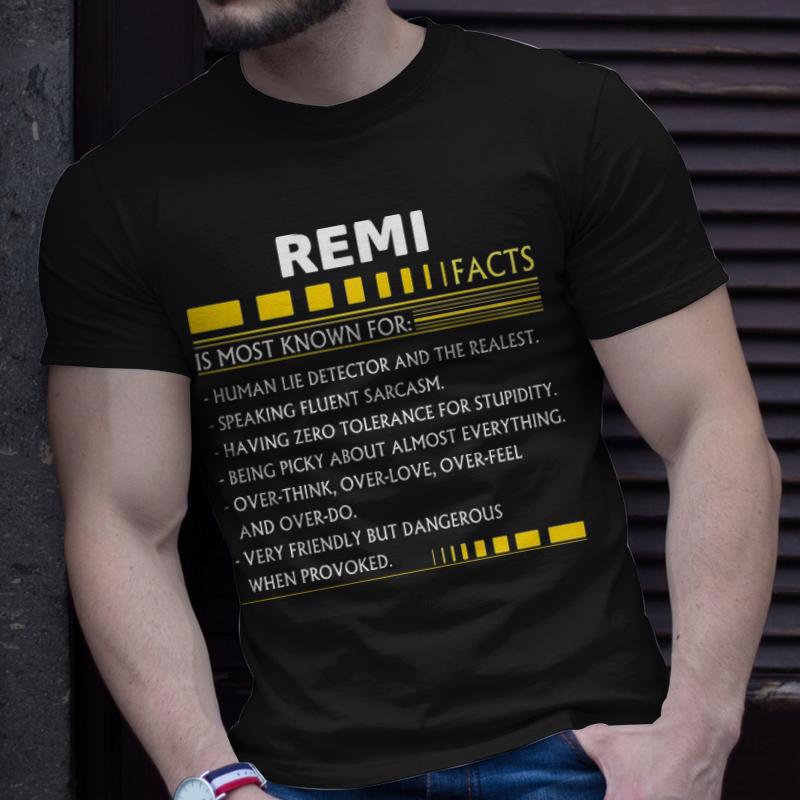 REMI
FACTS
IS MOST KNOWN FOR:
- HUMAN LIE DETECTOR AND THE REALEST.
- SPEAKING FLUENT SARCASM.
- HAVING ZERO TOLERANCE FOR STUPIDITY.
- BEING PICKY ABOUT ALMOST EVERYTHING.
- OVER-THINK, OVER-LOVE, OVER-FEEL
AND OVER-DO.
- VERY FRIENDLY BUT DANGEROUS
WHEN PROVOKED.